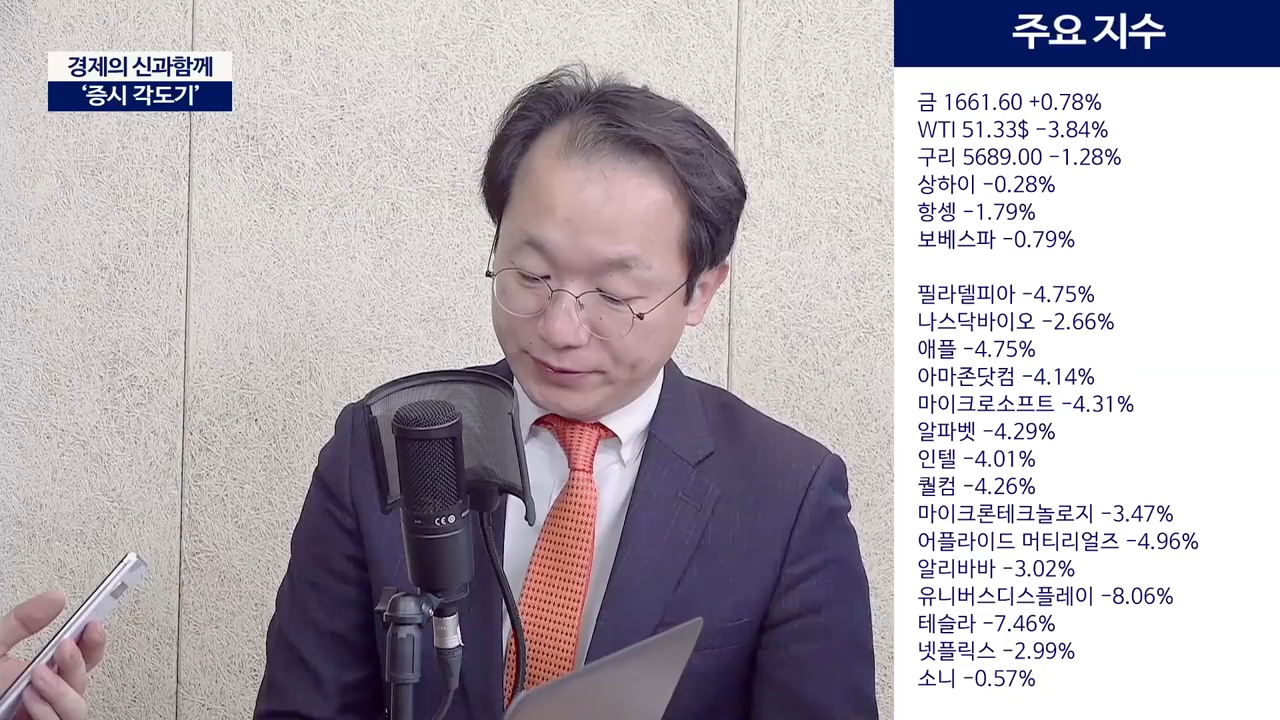 경제의 신과함께
‘증시 각도기’
주요 지수
금 1661.60 +0.78%
WTI 51.33$ -3.84%
구리 5689.00 -1.28%
상하이 -0.28%
항셍 -1.79%
보베스파 -0.79%
필라델피아 -4.75%
나스닥바이오 -2.66%
애플 -4.75%
아마존닷컴 -4.14%
마이크로소프트 -4.31%
알파벳 -4.29%
인텔 -4.01%
퀄컴 -4.26%
마이크론테크놀로지 -3.47%
어플라이드 머티리얼즈 -4.96%
알리바바 -3.02%
유니버스디스플레이 -8.06%
테슬라 -7.46%
넷플릭스 -2.99%
소니 -0.57%
CE